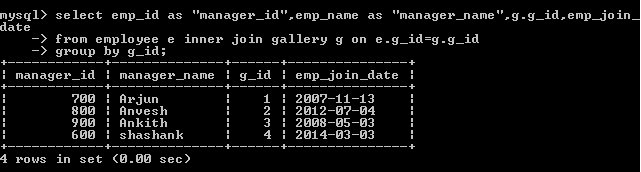 mysql> select emp_id as "manager_id",emp_name as "manager_name",g.g_id,emp_join_
date
    -> from employee e inner join gallery g on e.g_id=g.g_id
    -> group by g_id;
+------------+--------------+------+---------------+
| manager_id | manager_name | g_id | emp_join_date |
+------------+--------------+------+---------------+
|        700 | Arjun        |    1 | 2007-11-13    |
|        800 | Anvesh       |    2 | 2012-07-04    |
|        900 | Ankith       |    3 | 2008-05-03    |
|        600 | shashank     |    4 | 2014-03-03    |
+------------+--------------+------+---------------+
4 rows in set (0.00 sec)